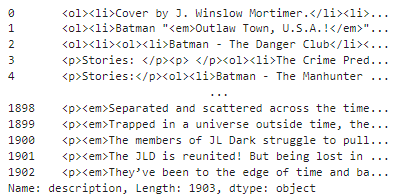 0 <ol><li>Cover by J. Winslow Mortimer.</li><li>...
1 <ol><li>Batman "<em>Outlaw Town, U.S.A.!</em>"...
2 <ol><li><ol><li>Batman - The Danger Club</li><...
3 <p>Stories: </p><p> </p><ol><li>The Crime Pred...
4 <p>Stories:</p><ol><li>Batman - The Manhunter ...
...
1898 <p><em>Separated and scattered across the time...
1899 <p><em>Trapped in a universe outside time, the...
1900 <p><em>The members of JL Dark struggle to pull...
1901 <p><em>The JLD is reunited! But being lost in ...
1902 <p><em>They’ve been to the edge of time and ba...
Name: description, Length: 1903, dtype: object